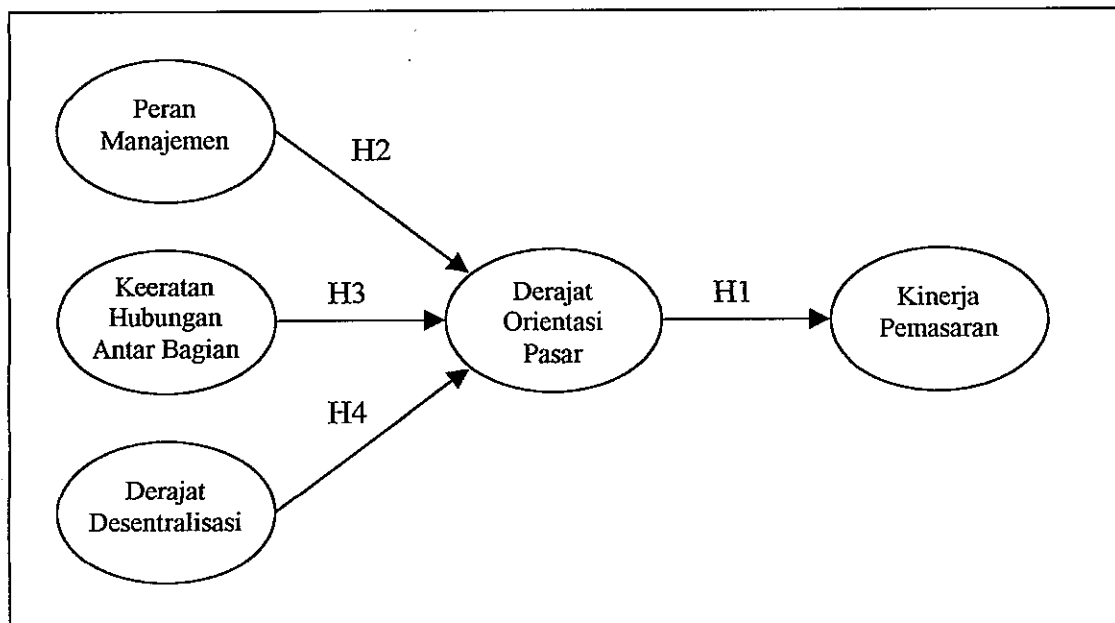 Peran
Manajemen
H2
Keeratan
Hubungan
Antar Bagian
H3
Derajat
Orientasi
Pasar
H1
Kinerja
Pemasaran
H4
Derajat
Desentralisasi